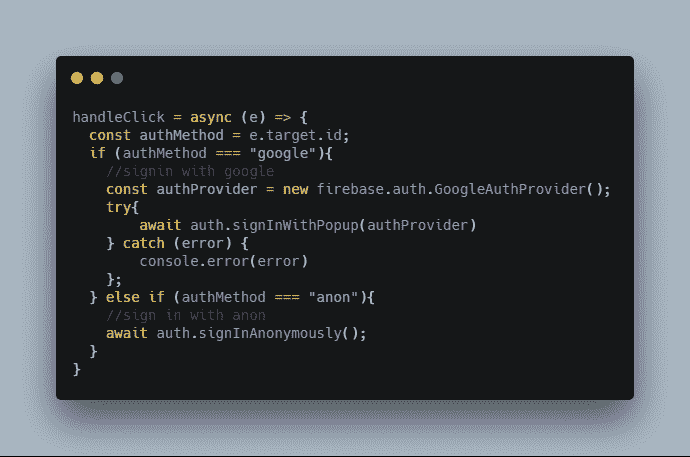 handleClick = async (e) => {
const authMethod = e.target.id;
if (authMethod === "google"){
//signin with google
const authProvider = new firebase.auth.GoogleAuthProvider();
try{
await auth.signInWithPopup(authProvider)
} catch (error) {
console.error(error)
};
} else if (authMethod === "anon"){
//sign in with anon
await auth.signInAnonymously();
}
}